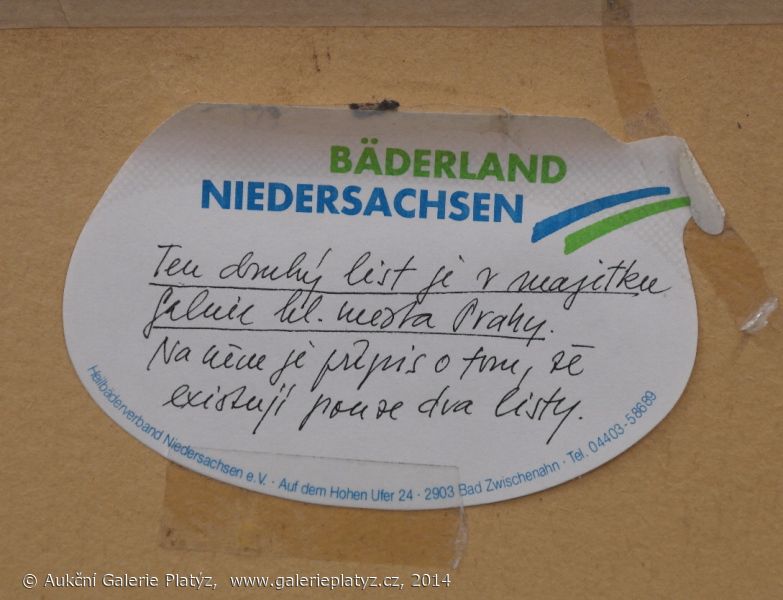 BÄDERLAND
NIEDERSACHSEN
Ten druhý list je v majetku
Galerie hl. města Prahy.
Na něm je přípis o tom, že
existují pouze dva listy.
Heilbäderverband Niedersachsen e.V. · Auf dem Hohen Ufer 24 · 2903 Bad Zwischenahn · Tel. 04403-58689
© Aukční Galerie Platýz, www.galerieplatyz.cz, 2014